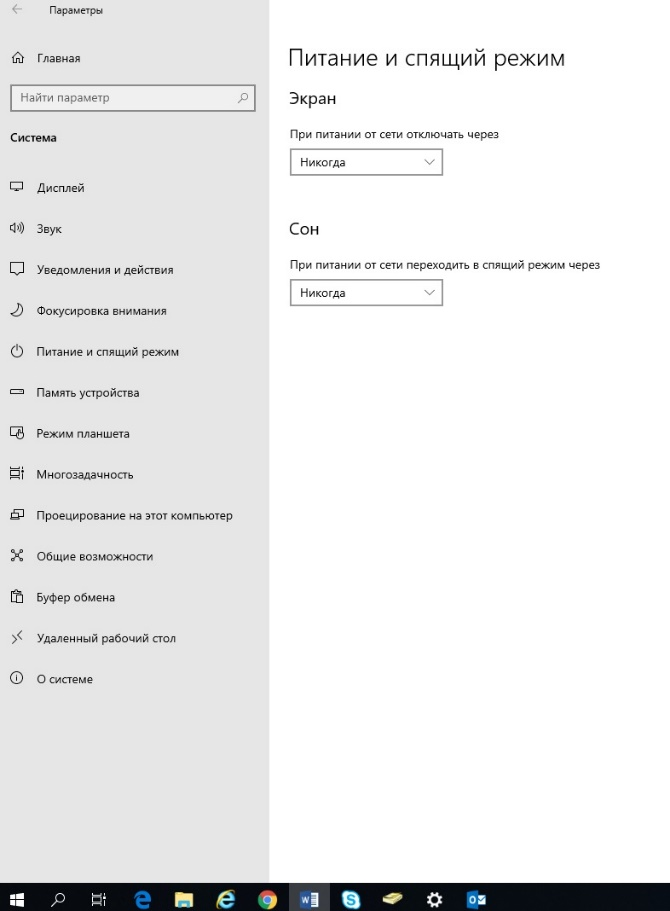 Параметры
Главная
Найти параметр
Система
Дисплей
Звук
Уведомления и действия
Фокусировка внимания
Питание и спящий режим
Память устройства
Режим планшета
Многозадачность
Проецирование на этот компьютер
Общие возможности
Буфер обмена
Удаленный рабочий стол
О системе
Питание и спящий режим
Экран
При питании от сети отключать через
Никогда
Сон
При питании от сети переходить в спящий режим через
Никогда